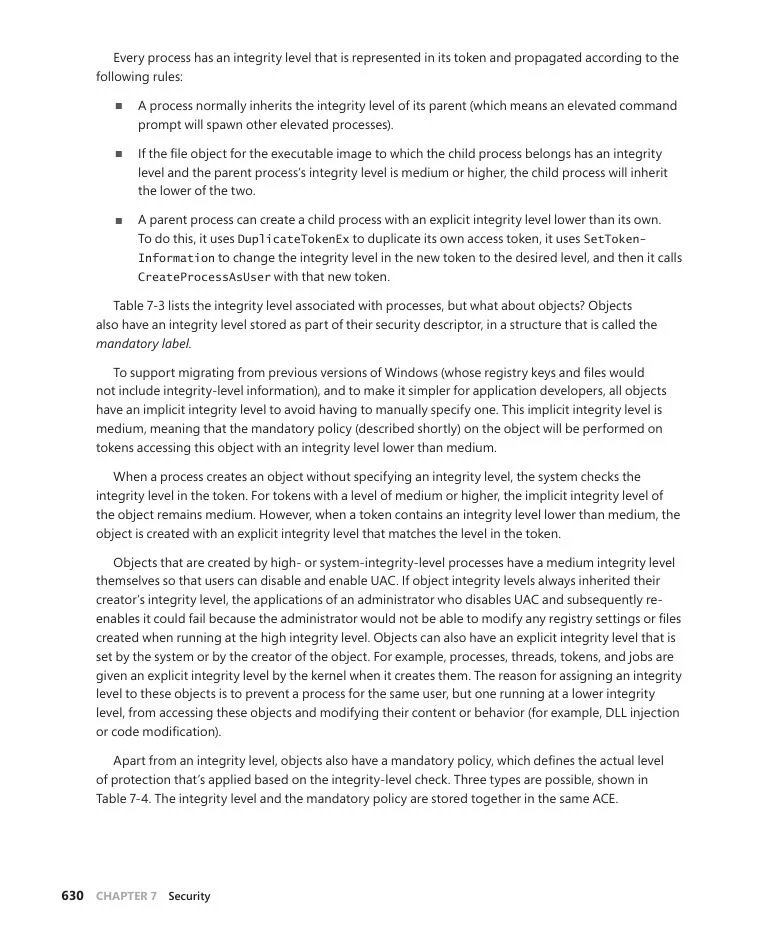 Every process has an integrity level that is represented in its token and propagated according to the
following rules:
■ A process normally inherits the integrity level of its parent (which means an elevated command
prompt will spawn other elevated processes).
■ If the file object for the executable image to which the child process belongs has an integrity
level and the parent process’s integrity level is medium or higher, the child process will inherit
the lower of the two.
■ A parent process can create a child process with an explicit integrity level lower than its own.
To do this, it uses DuplicateTokenEx to duplicate its own access token, it uses SetToken-
Information to change the integrity level in the new token to the desired level, and then it calls
CreateProcessAsUser with that new token.
Table 7-3 lists the integrity level associated with processes, but what about objects? Objects
also have an integrity level stored as part of their security descriptor, in a structure that is called the
mandatory label.
To support migrating from previous versions of Windows (whose registry keys and files would
not include integrity-level information), and to make it simpler for application developers, all objects
have an implicit integrity level to avoid having to manually specify one. This implicit integrity level is
medium, meaning that the mandatory policy (described shortly) on the object will be performed on
tokens accessing this object with an integrity level lower than medium.
When a process creates an object without specifying an integrity level, the system checks the
integrity level in the token. For tokens with a level of medium or higher, the implicit integrity level of
the object remains medium. However, when a token contains an integrity level lower than medium, the
object is created with an explicit integrity level that matches the level in the token.
Objects that are created by high- or system-integrity-level processes have a medium integrity level
themselves so that users can disable and enable UAC. If object integrity levels always inherited their
creator’s integrity level, the applications of an administrator who disables UAC and subsequently re-
enables it could fail because the administrator would not be able to modify any registry settings or files
created when running at the high integrity level. Objects can also have an explicit integrity level that is
set by the system or by the creator of the object. For example, processes, threads, tokens, and jobs are
given an explicit integrity level by the kernel when it creates them. The reason for assigning an integrity
level to these objects is to prevent a process for the same user, but one running at a lower integrity
level, from accessing these objects and modifying their content or behavior (for example, DLL injection
or code modification).
Apart from an integrity level, objects also have a mandatory policy, which defines the actual level
of protection that’s applied based on the integrity-level check. Three types are possible, shown in
Table 7-4. The integrity level and the mandatory policy are stored together in the same ACE.
630 CHAPTER 7 Security